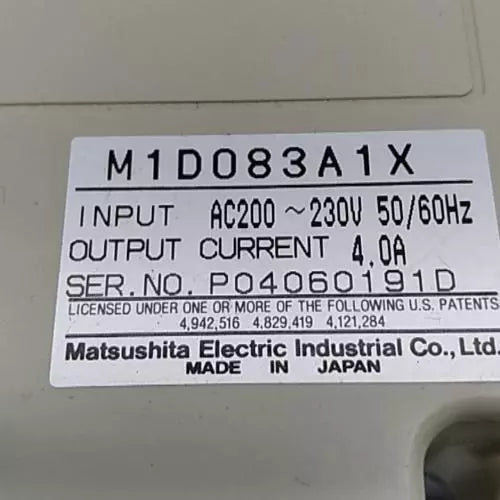 M1D083A1X
INPUT AC200 ~ 230V 50/60Hz
OUTPUT CURRENT 4.0A
SER.NO. P04060191D
LICENSED UNDER ONE OR MORE OF THE FOLLOWING U.S. PATENTS
4,942,516 4,829,419 4,121,284
Matsushita Electric Industrial Co., Ltd.
MADE IN JAPAN